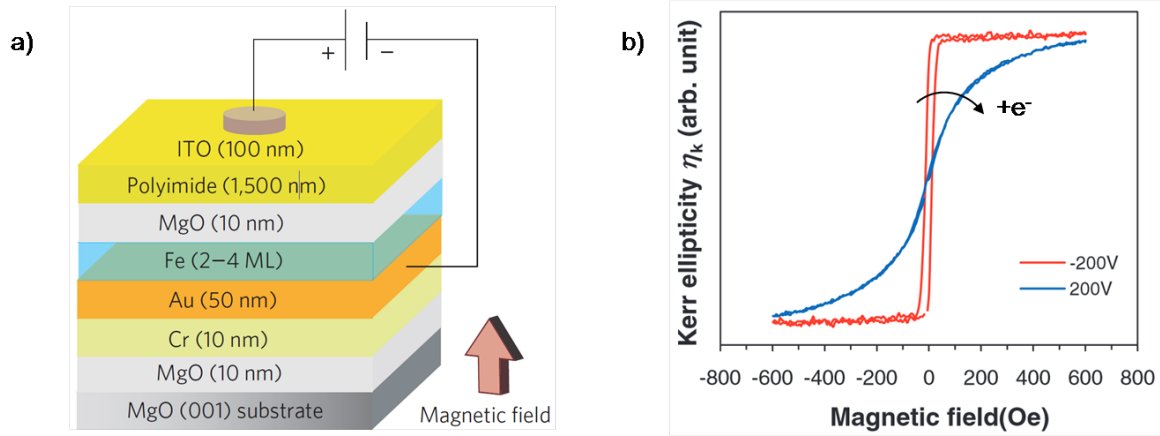 a)
+ −
ITO (100 nm)
Polyimide (1,500 nm)
MgO (10 nm)
Fe (2−4 ML)
Au (50 nm)
Cr (10 nm)
MgO (10 nm)
MgO (001) substrate
Magnetic field
b)
Kerr ellipticity ηk (arb. unit)
+e-
-200V
200V
-800 -600 -400 -200 0 200 400 600 800
Magnetic field(Oe)